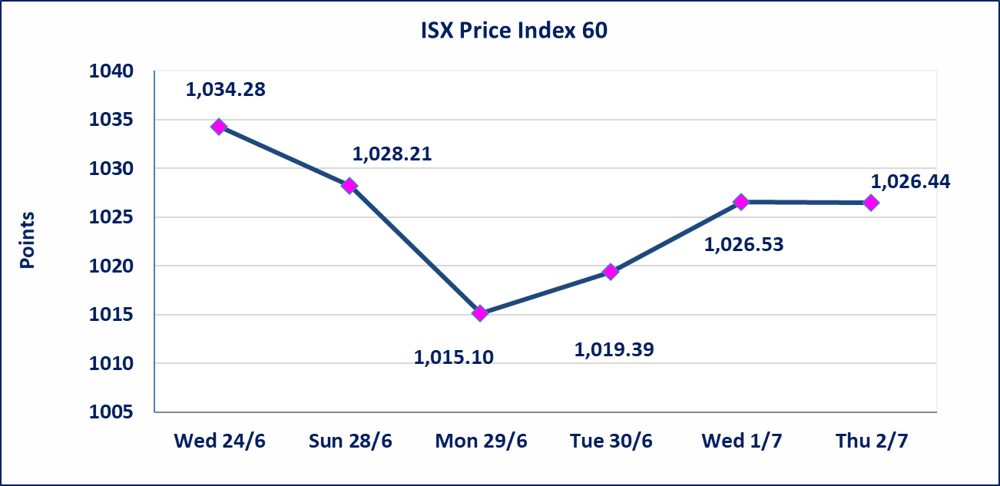 ISX Price Index 60
1040
1035
1030
1025
1020
1015
1010
1005
Points
1,034.28
1,028.21
1,015.10
1,019.39
1,026.53
1,026.44
Wed 24/6
Sun 28/6
Mon 29/6
Tue 30/6
Wed 1/7
Thu 2/7